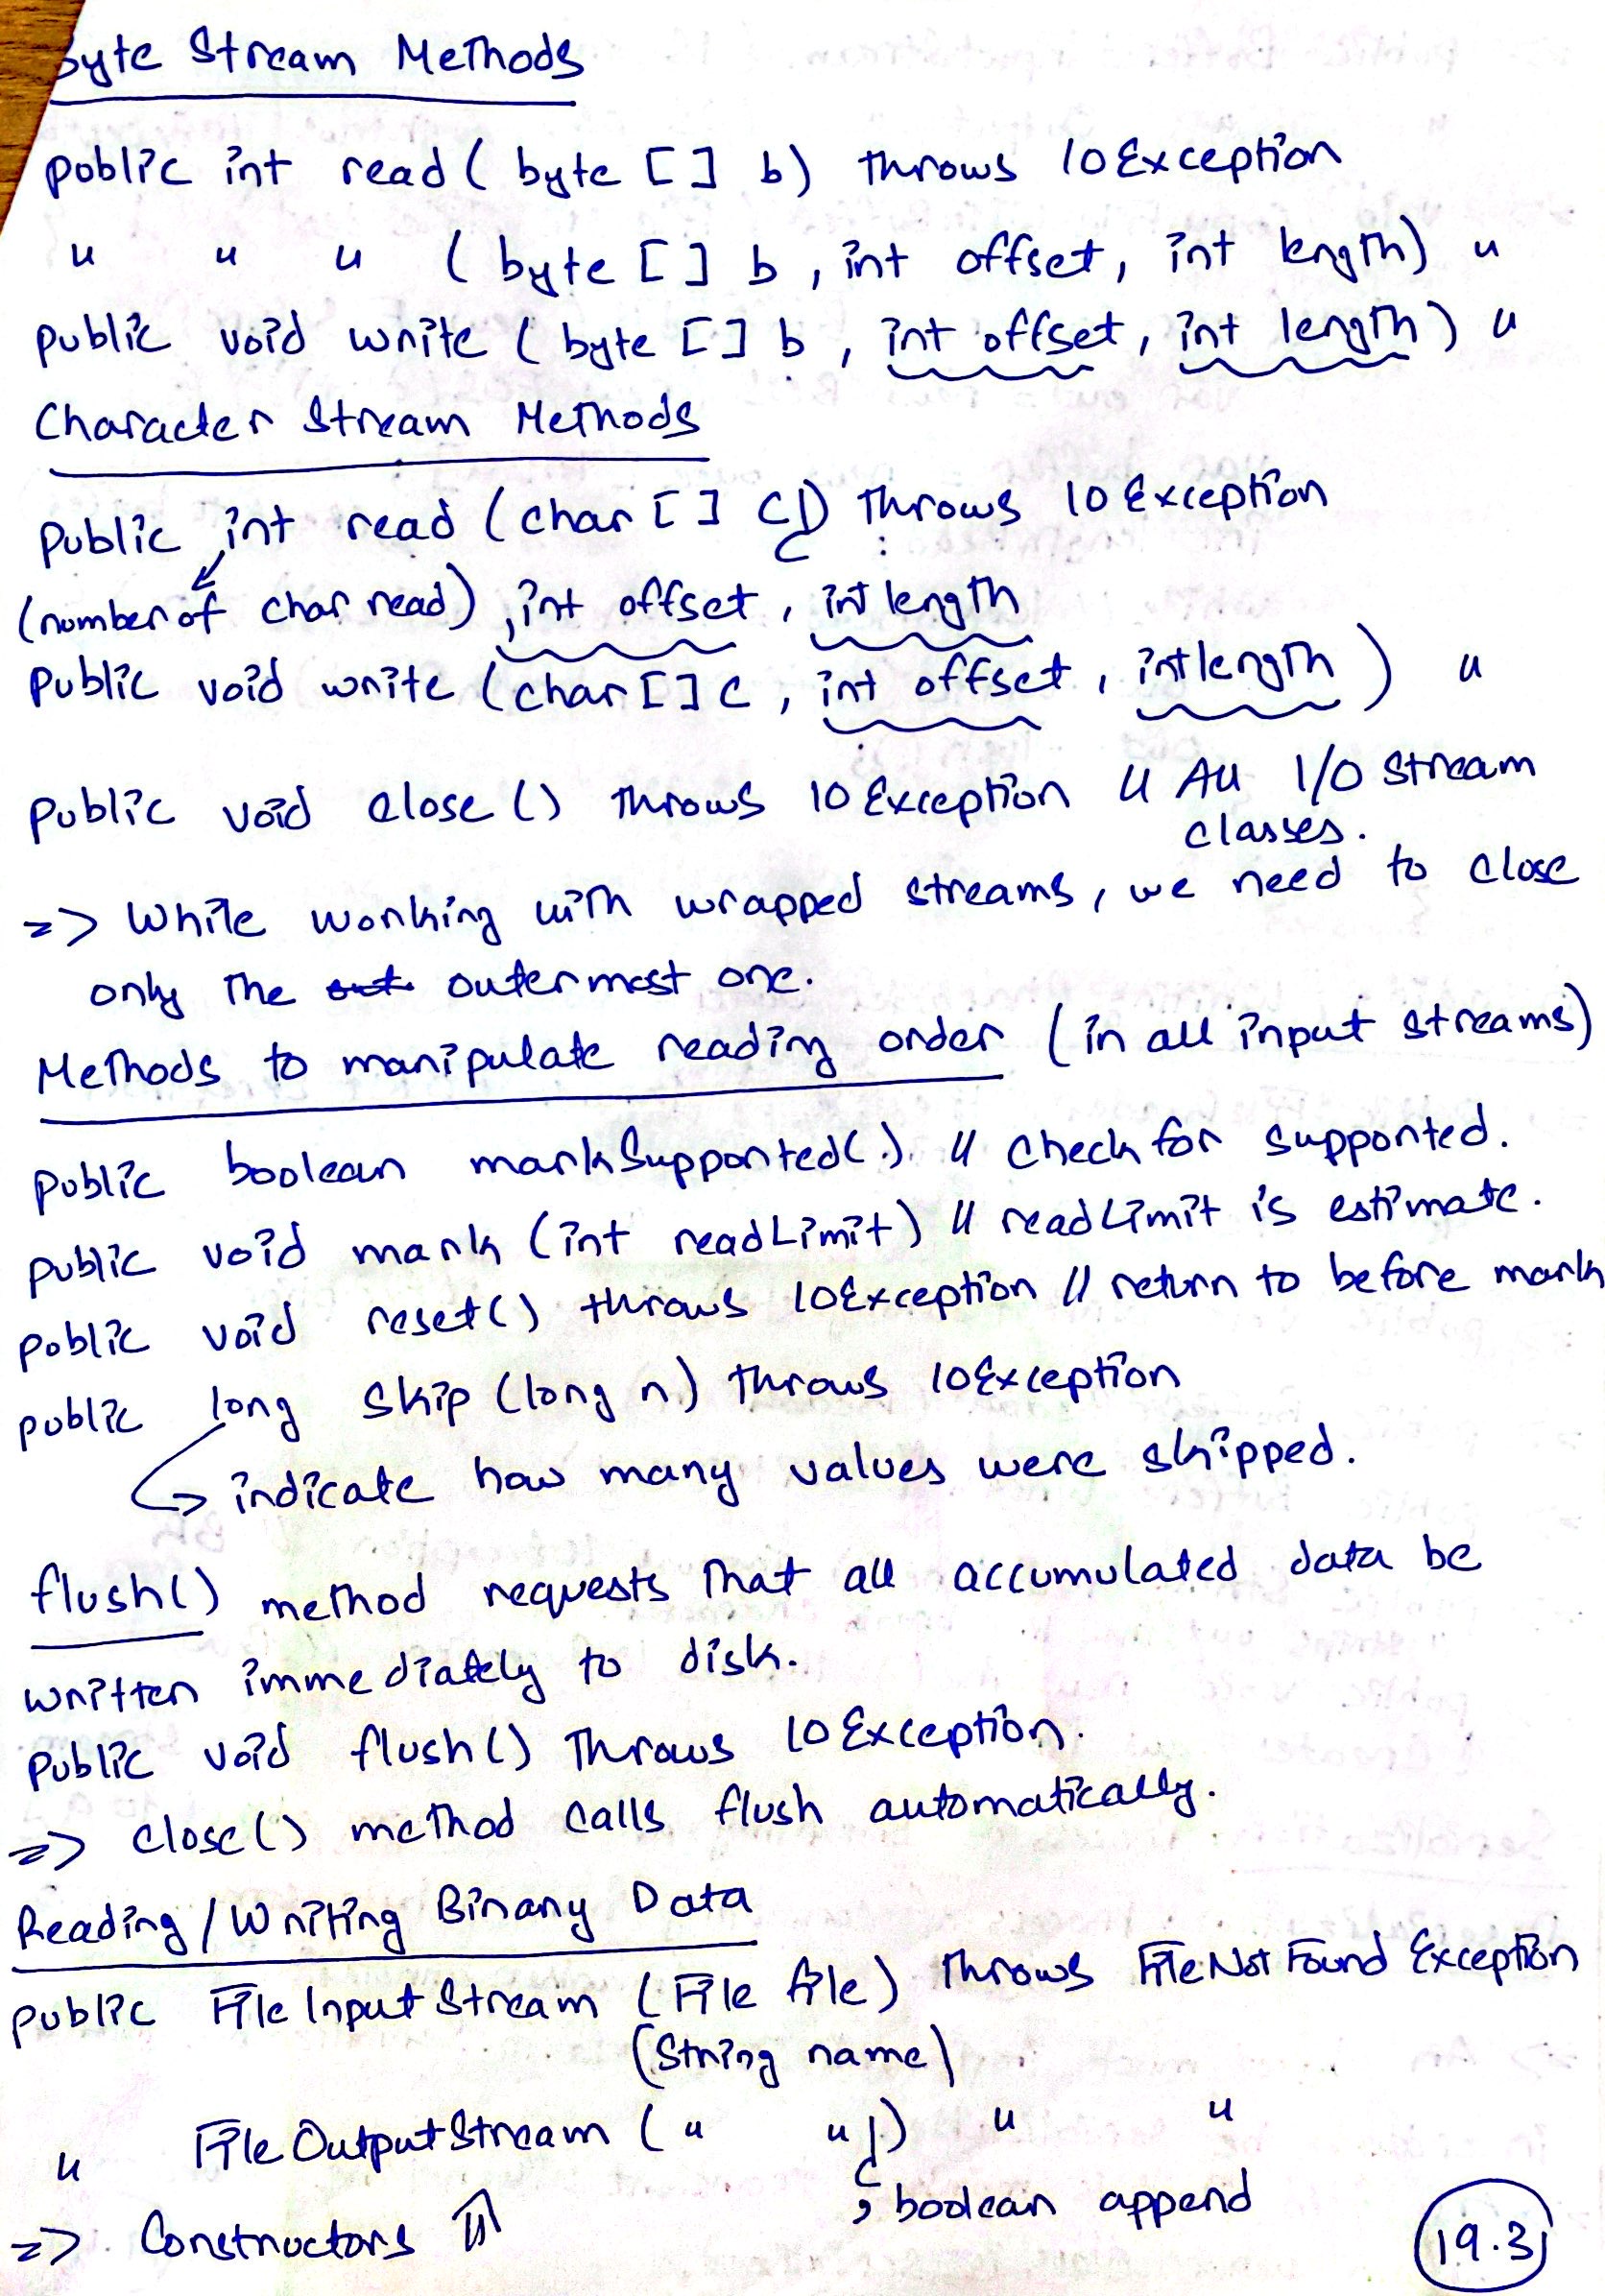 Byte Stream Methods
public int read ( byte [] b) throws IOException
" " " ( byte [] b, int offset, int length) "
public void write ( byte [] b, int offset, int length) "
Character Stream Methods
Public int read (char [] c) throws IOException
(number of char read) , int offset, int length
Public void write (char [] c, int offset, int length) "
Public void close () throws IOException // All I/O Stream
classes.
=> While working with wrapped streams, we need to close
only the out outermost one.
Methods to manipulate reading order (in all input streams)
public boolean markSupported(). // check for supported.
public void mark (int readLimit) // readLimit is estimate.
public void reset() throws IOException // return to before mark
public long skip (long n) throws IOException
indicate how many values were skipped.
flush() method requests that all accumulated data be
written immediately to disk.
Public void flush() throws IOException.
=> close() method calls flush automatically.
Reading/Writing Binary Data
public FileInputStream (File file) throws FileNotFoundException
(String name)
" FileOutputStream ( " " ) " "
, boolean append
=> Constructors ⇑
19.3